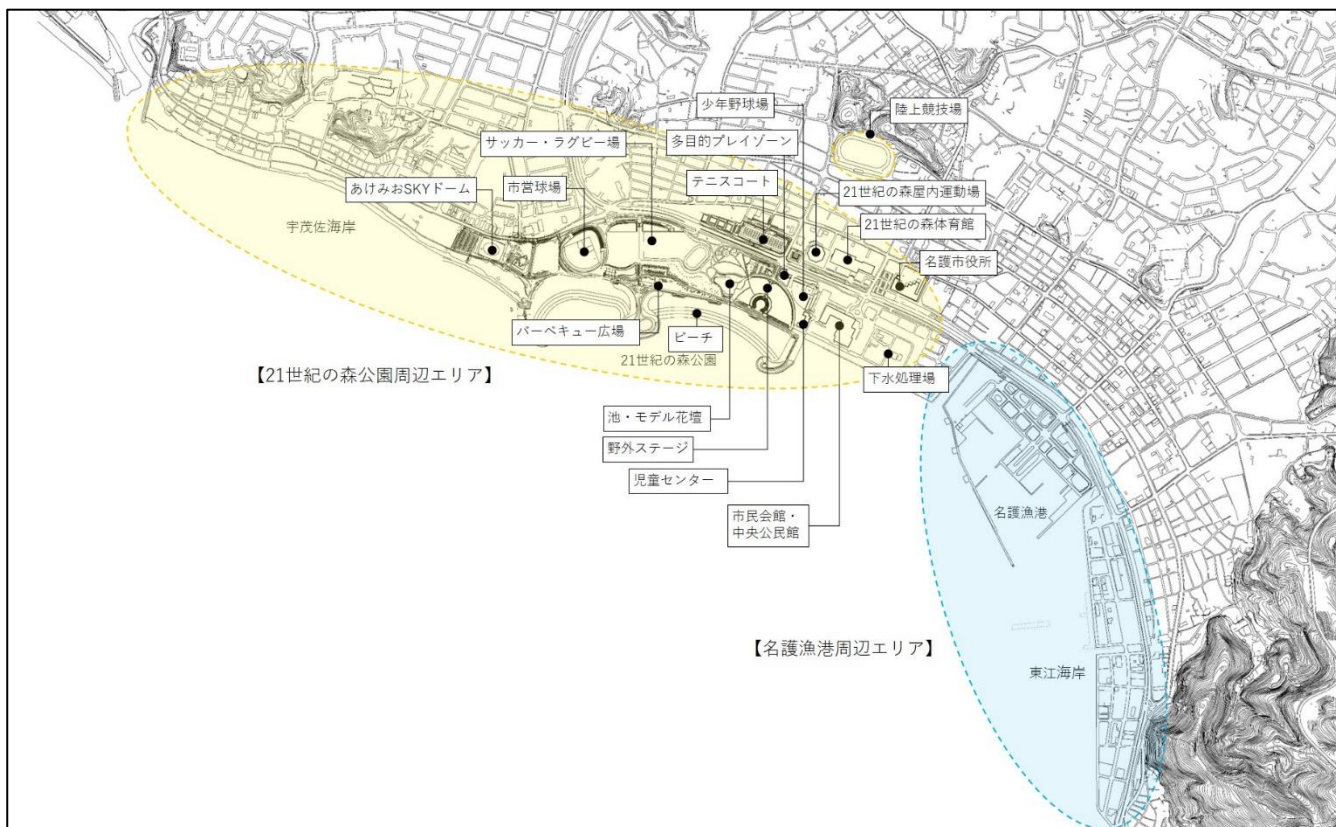 少年野球場
陸上競技場
サッカー・ラグビー場
多目的プレイゾーン
あけみおSKYドーム
市営球場
テニスコート
21世紀の森屋内運動場
21世紀の森体育館
宇茂佐海岸
名護市役所
バーベキュー広場
ビーチ
21世紀の森公園
【21世紀の森公園周辺エリア】
下水処理場
池・モデル花壇
野外ステージ
児童センター
市民会館・
中央公民館
名護漁港
【名護漁港周辺エリア】
東江海岸